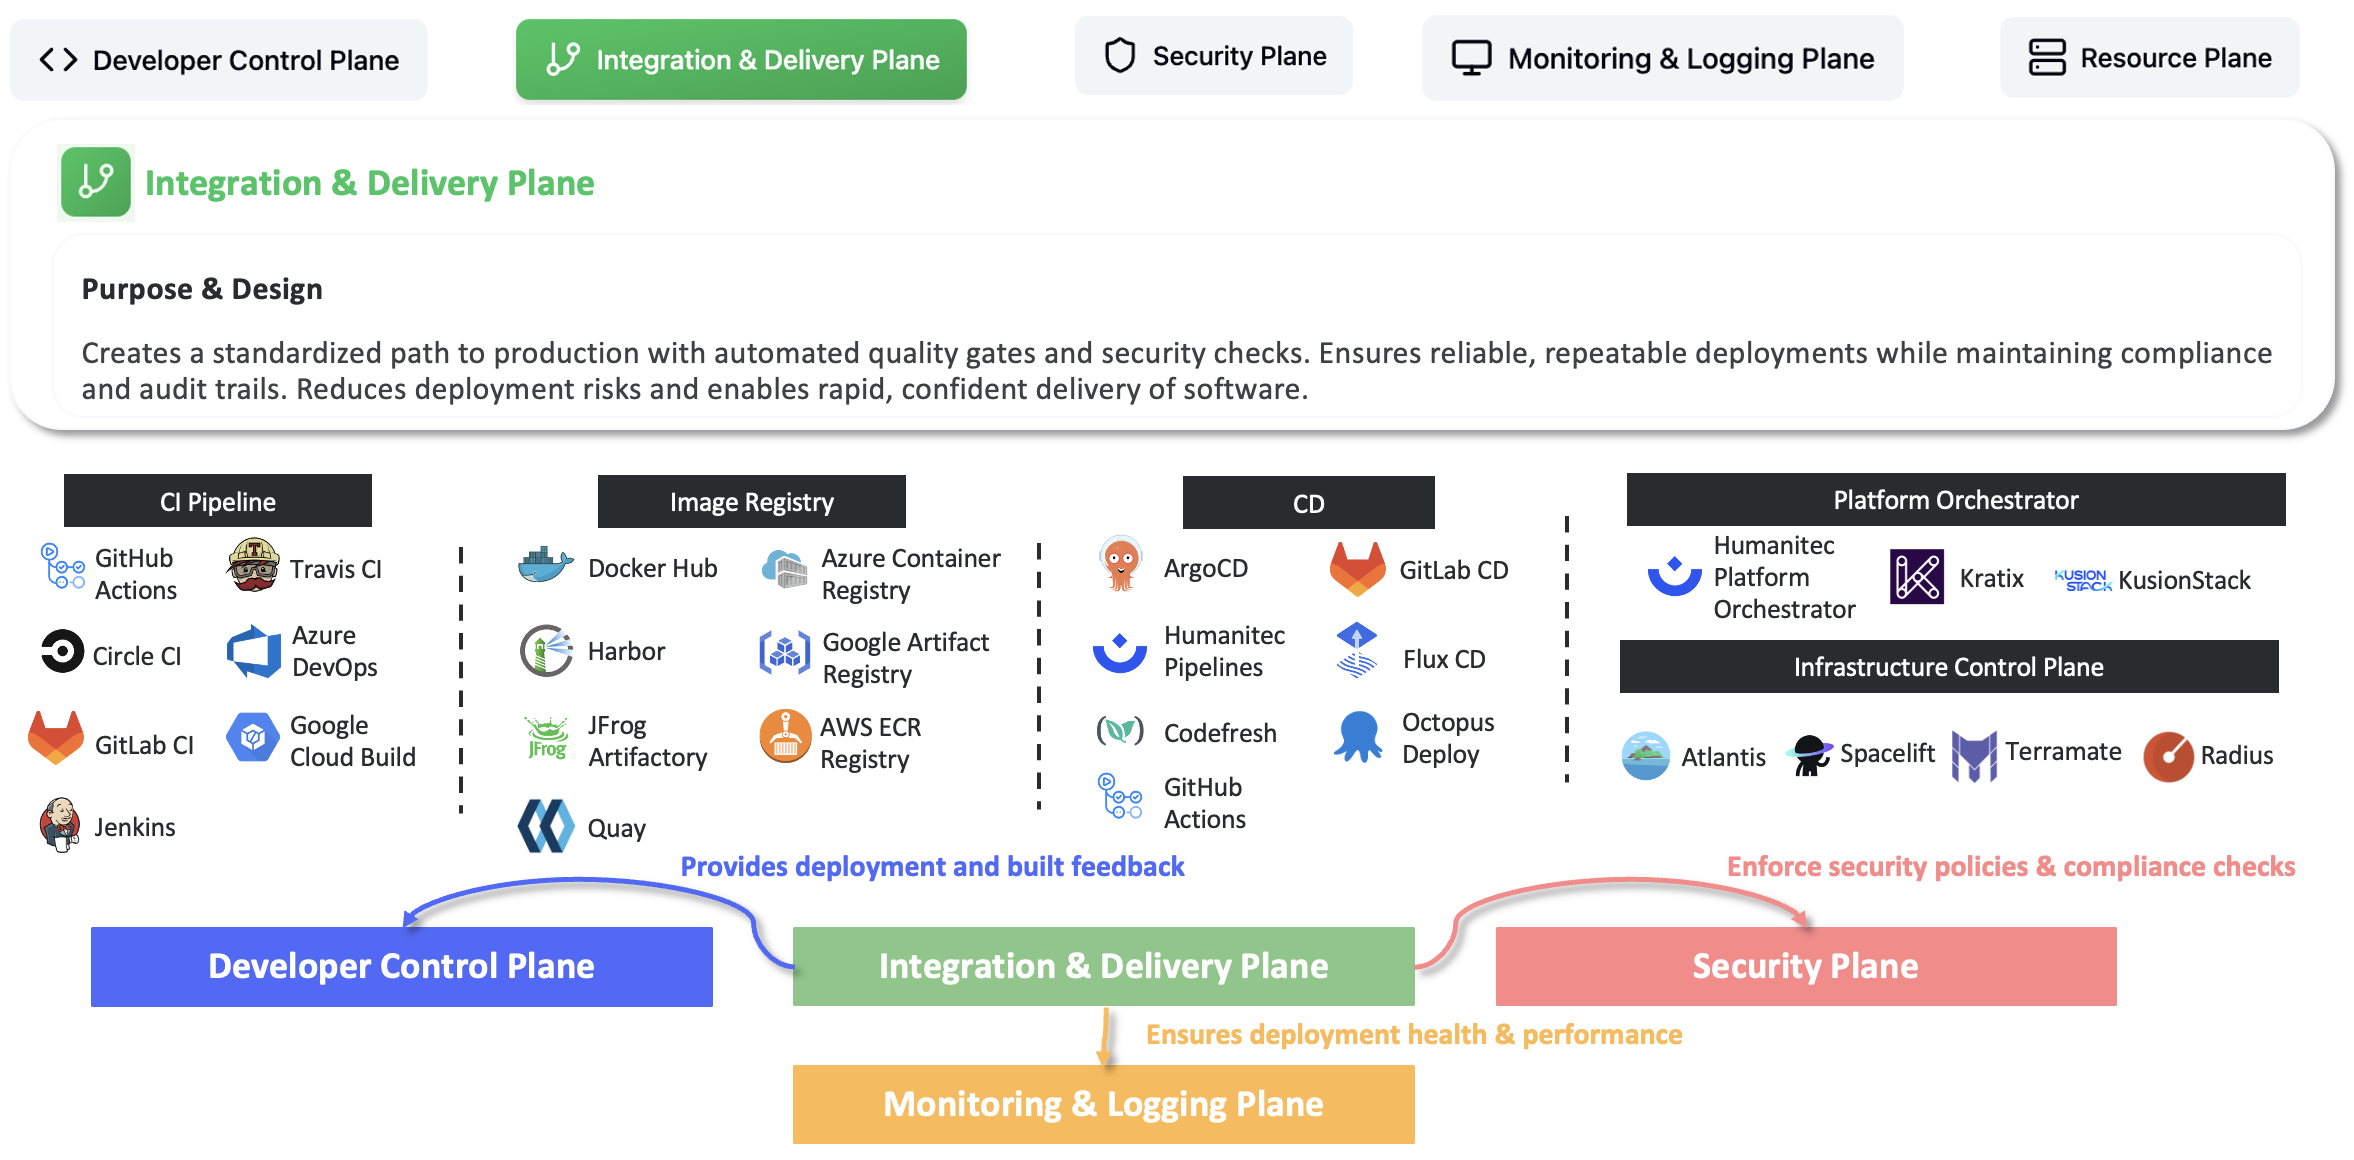 Developer Control Plane
Integration & Delivery Plane
Security Plane
Monitoring & Logging Plane
Resource Plane
Integration & Delivery Plane
Purpose & Design
Creates a standardized path to production with automated quality gates and security checks. Ensures reliable, repeatable deployments while maintaining compliance
and audit trails. Reduces deployment risks and enables rapid, confident delivery of software.
CI Pipeline
GitHub
Actions
Travis CI
Circle CI
Azure
DevOps
GitLab CI
Google
Cloud Build
Jenkins
Image Registry
Docker Hub
Azure Container
Registry
Harbor
Google Artifact
Registry
JFrog
JFrog
Artifactory
AWS ECR
Registry
Quay
CD
ArgoCD
GitLab CD
Humanitec
Pipelines
Flux CD
Codefresh
Octopus
Deploy
GitHub
Actions
Platform Orchestrator
Humanitec
Platform
Orchestrator
Kratix
KUSION
STACK
KusionStack
Infrastructure Control Plane
Atlantis
Spacelift
Terramate
Radius
Provides deployment and built feedback
Enforce security policies & compliance checks
Developer Control Plane
Integration & Delivery Plane
Security Plane
Ensures deployment health & performance
Monitoring & Logging Plane